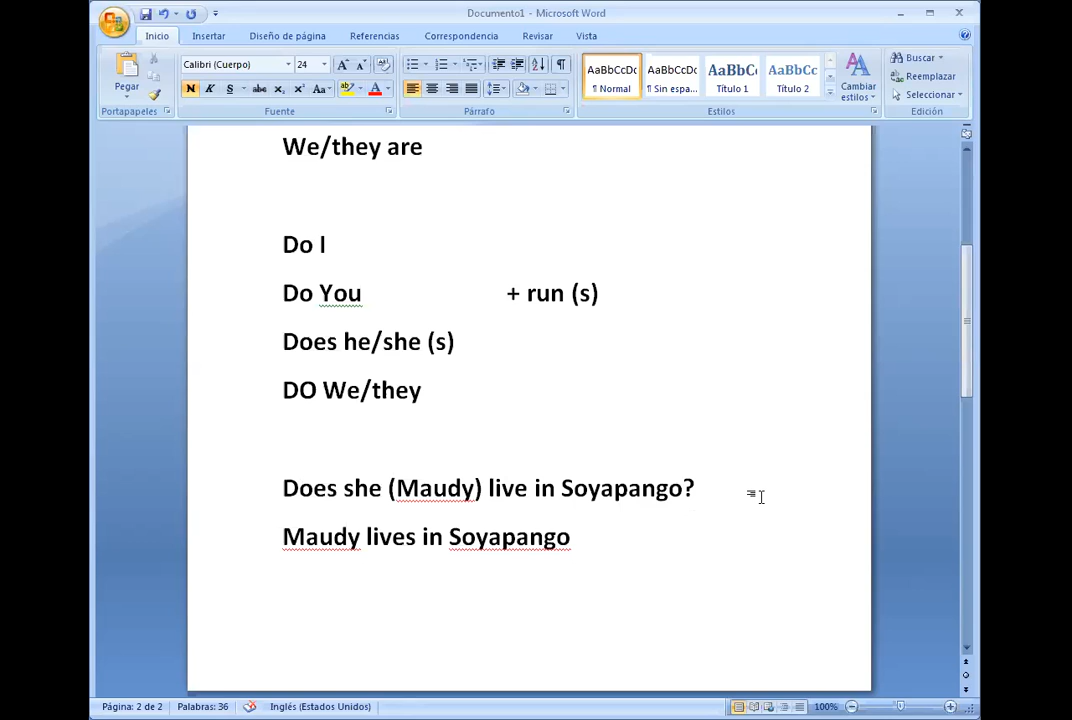 Documento1 - Microsoft Word
Inicio Insertar Diseño de página Referencias Correspondencia Revisar Vista
Calibri (Cuerpo) 24
AaBbCcDc AaBbCcDc AaBbC AaBbCc
Pegar
¶ Normal ¶ Sin espa... Título 1 Título 2
Cambiar estilos
Buscar
Reemplazar
Seleccionar
Portapapeles Fuente Párrafo Estilos Edición
We/they are
Do I
Do You + run (s)
Does he/she (s)
DO We/they
Does she (Maudy) live in Soyapango?
Maudy lives in Soyapango
Página: 2 de 2 Palabras: 36 Inglés (Estados Unidos) 100%